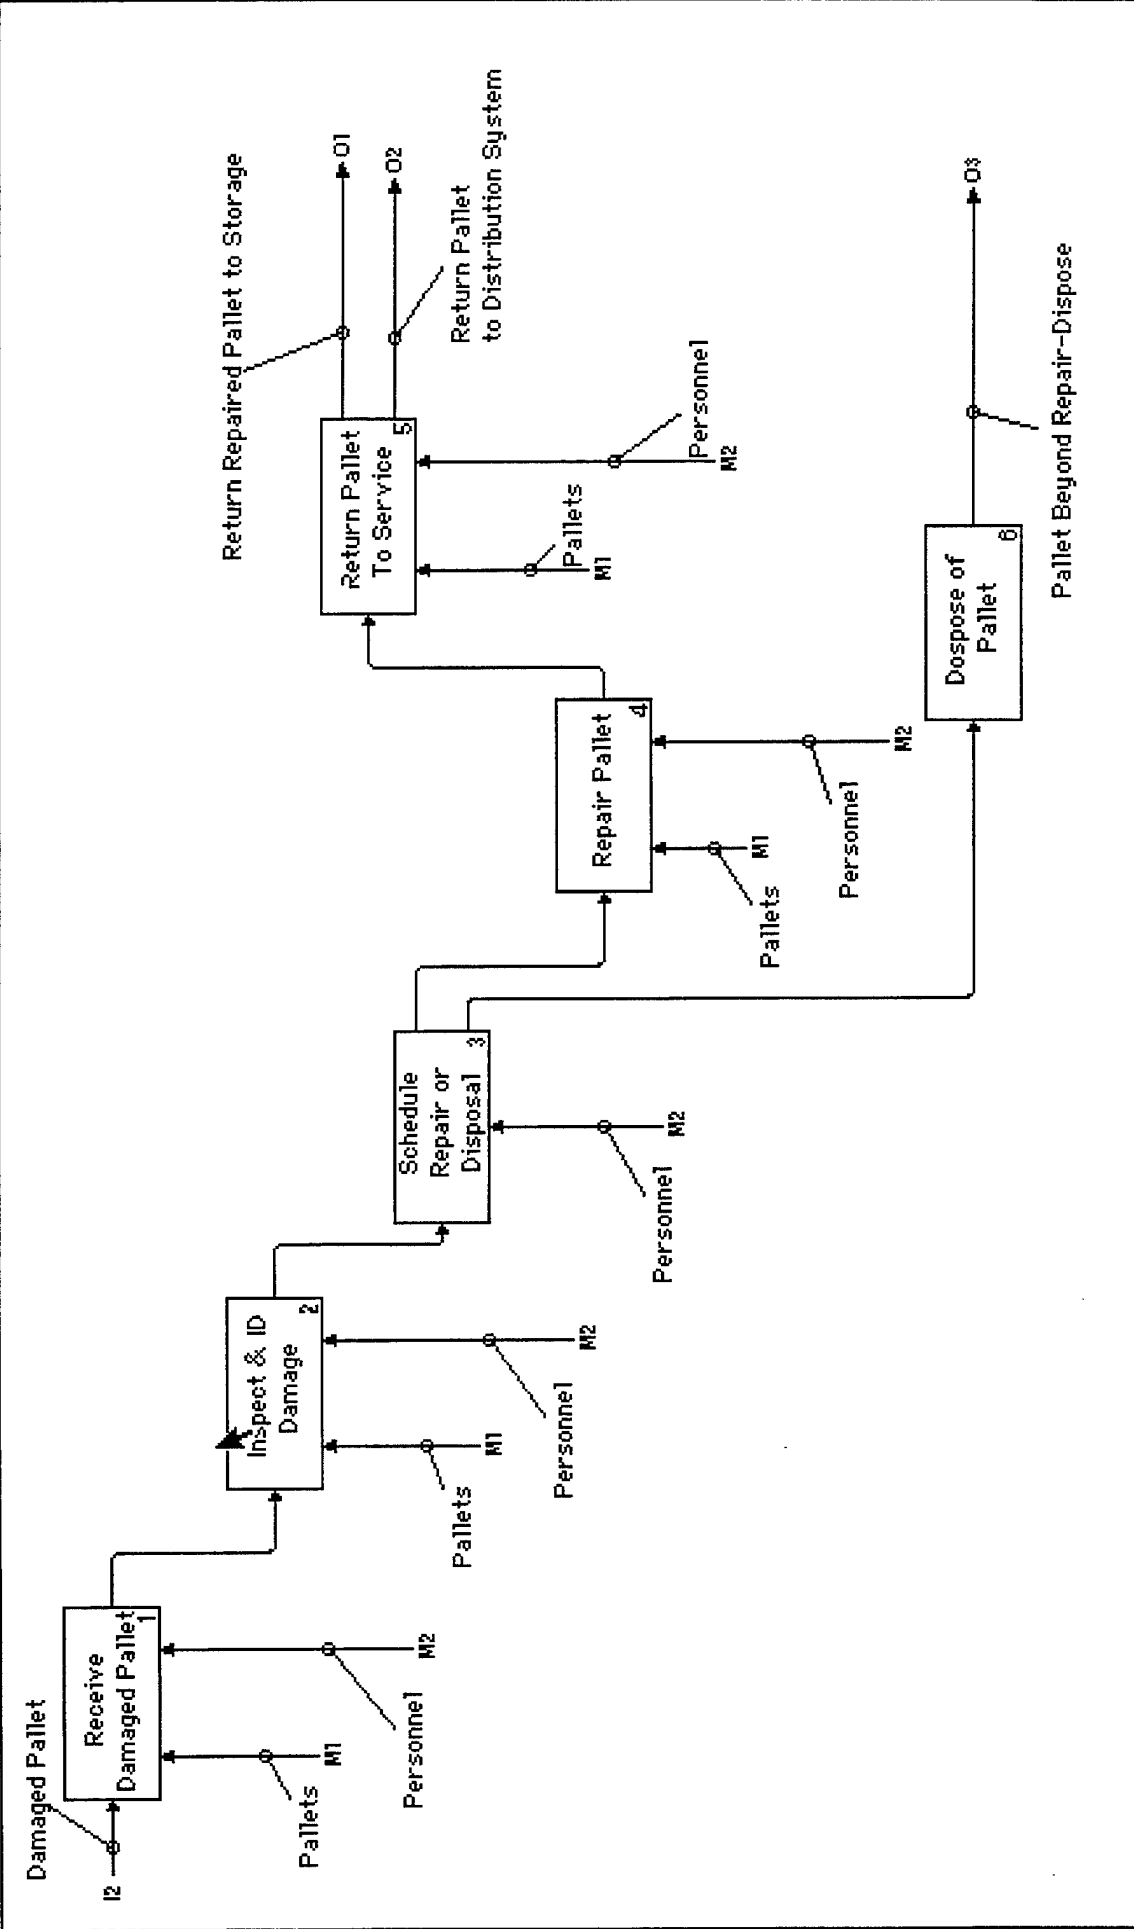 Damaged Pallet
I2
Receive
Damaged Pallet
1
Pallets
M1
Personnel
M2
Inspect & ID
Damage
2
Pallets
M1
Personnel
M2
Schedule
Repair or
Disposal
3
Personnel
M2
Repair Pallet
4
Pallets
M1
Personnel
M2
Return Pallet
To Service
5
Pallets
M1
Personnel
M2
Return Repaired Pallet to Storage
O1
O2
Return Pallet
to Distribution System
Dospose of
Pallet
6
O3
Pallet Beyond Repair-Dispose